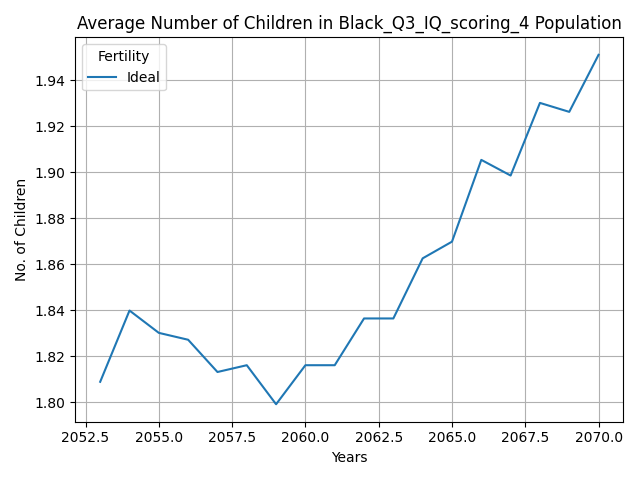 Average Number of Children in Black_Q3_IQ_scoring_4 Population
Fertility
Ideal
No. of Children
1.94
1.92
1.90
1.88
1.86
1.84
1.82
1.80
2052.5 2055.0 2057.5 2060.0 2062.5 2065.0 2067.5 2070.0
Years